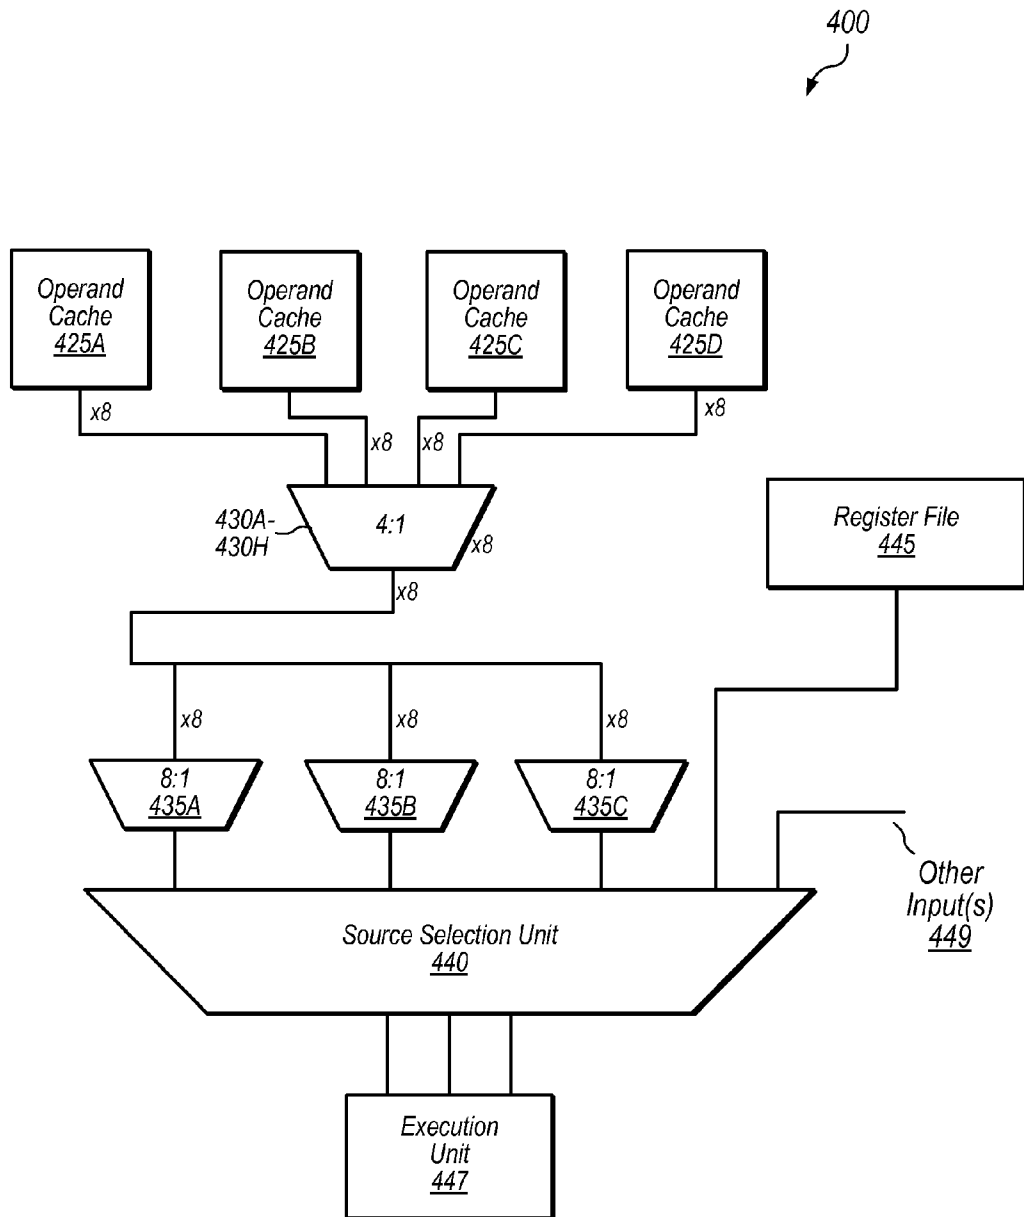 400
Operand
Cache
425A
Operand
Cache
425B
Operand
Cache
425C
Operand
Cache
425D
x8
x8
x8
x8
430A-
430H
4:1
x8
x8
Register File
445
x8
x8
x8
8:1
435A
8:1
435B
8:1
435C
Other
Input(s)
449
Source Selection Unit
440
Execution
Unit
447